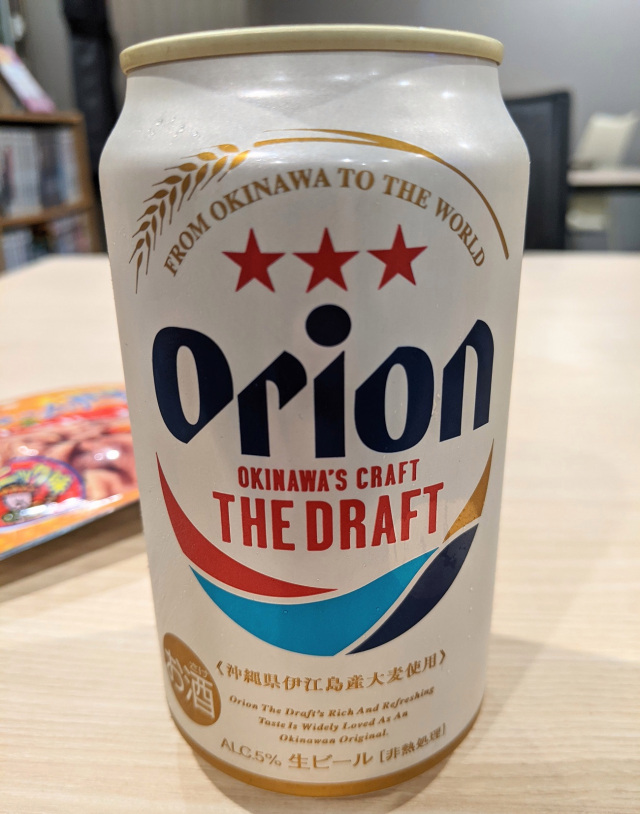 FROM OKINAWA TO THE WORLD
Orion
OKINAWA'S CRAFT
THE DRAFT
お酒
〈沖縄県伊江島産大麦使用〉
Orion The Draft's Rich And Refreshing
Taste Is Widely Loved As An
Okinawan Original.
ALC.5% 生ビール [非熱処理]